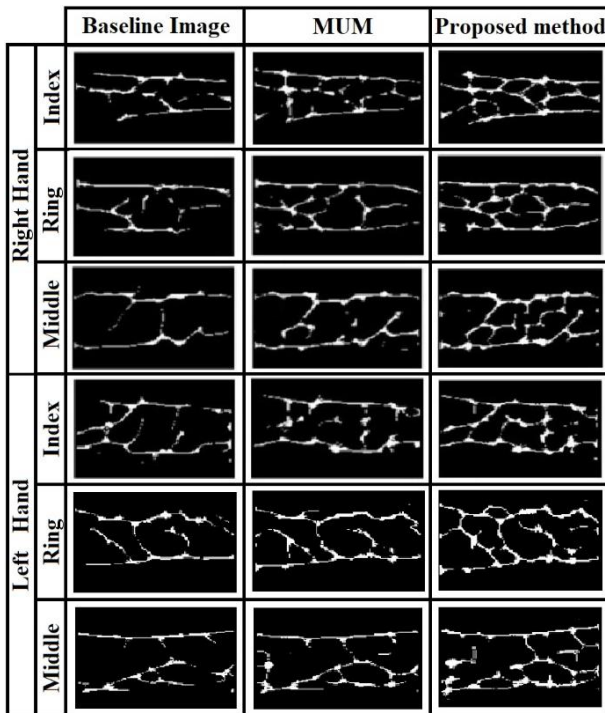 Baseline Image MUM Proposed method
Right Hand
Index
Ring
Middle
Left Hand
Index
Ring
Middle